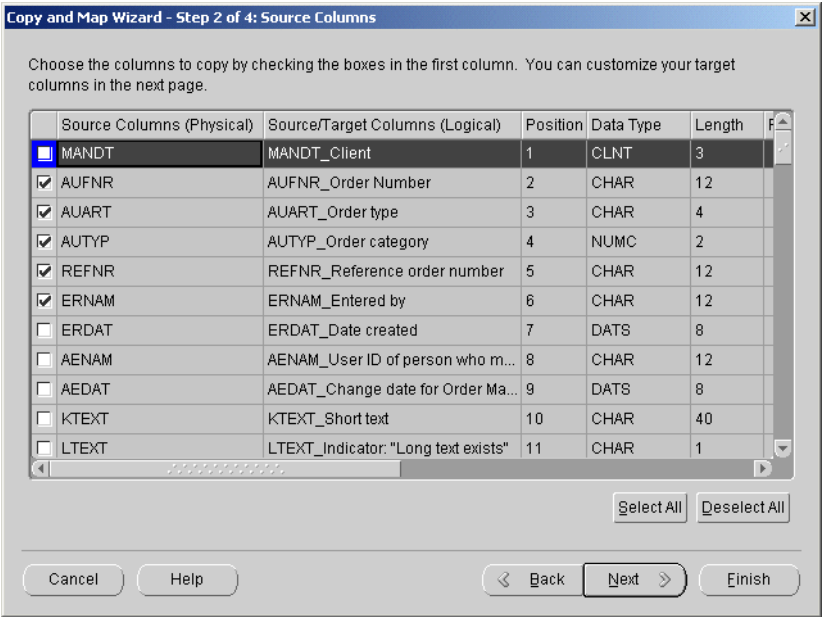 Copy and Map Wizard - Step 2 of 4: Source Columns
Choose the columns to copy by checking the boxes in the first column. You can customize your target
columns in the next page.
Source Columns (Physical) Source/Target Columns (Logical) Position Data Type Length
MANDT MANDT_Client 1 CLNT 3
AUFNR AUFNR_Order Number 2 CHAR 12
AUART AUART_Order type 3 CHAR 4
AUTYP AUTYP_Order category 4 NUMC 2
REFNR REFNR_Reference order number 5 CHAR 12
ERNAM ERNAM_Entered by 6 CHAR 12
ERDAT ERDAT_Date created 7 DATS 8
AENAM AENAM_User ID of person who m... 8 CHAR 12
AEDAT AEDAT_Change date for Order Ma... 9 DATS 8
KTEXT KTEXT_Short text 10 CHAR 40
LTEXT LTEXT_Indicator: "Long text exists" 11 CHAR 1
Select All Deselect All
Cancel Help Back Next Finish